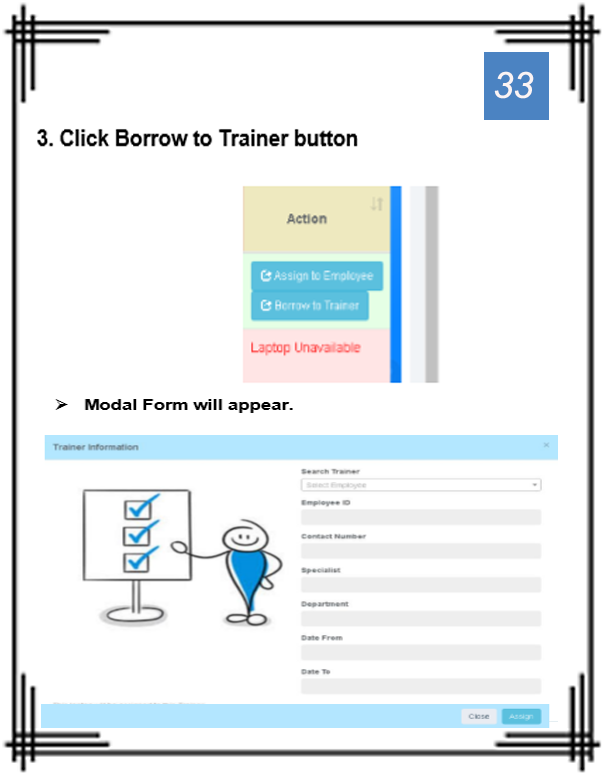 33
3. Click Borrow to Trainer button
Action
Assign to Employee
Borrow to Trainer
Laptop Unavailable
➢ Modal Form will appear.
Trainer Information ×
Search Trainer
Select Employee
Employee ID
Contact Number
Specialist
Department
Date From
Date To
Close Assign